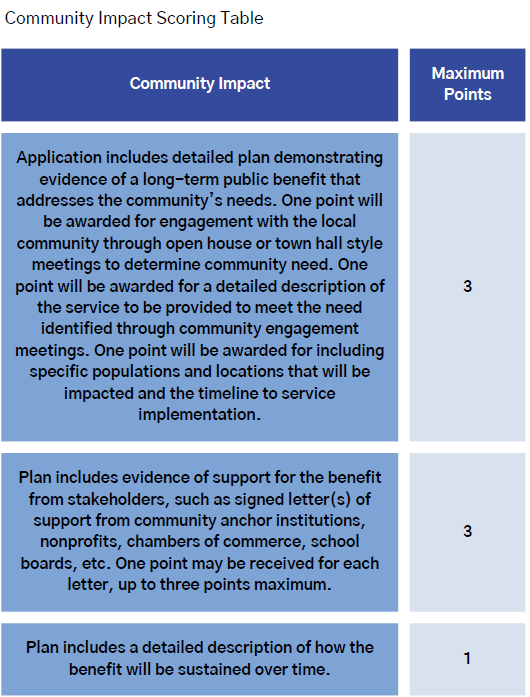 Community Impact Scoring Table
Community Impact
Maximum
Points
Application includes detailed plan demonstrating
evidence of a long-term public benefit that
addresses the community's needs. One point will
be awarded for engagement with the local
community through open house or town hall style
meetings to determine community need. One
point will be awarded for a detailed description of
the service to be provided to meet the need
identified through community engagement
meetings. One point will be awarded for including
specific populations and locations that will be
impacted and the timeline to service
implementation.
3
Plan includes evidence of support for the benefit
from stakeholders, such as signed letter(s) of
support from community anchor institutions,
nonprofits, chambers of commerce, school
boards, etc. One point may be received for each
letter, up to three points maximum.
3
Plan includes a detailed description of how the
benefit will be sustained over time.
1